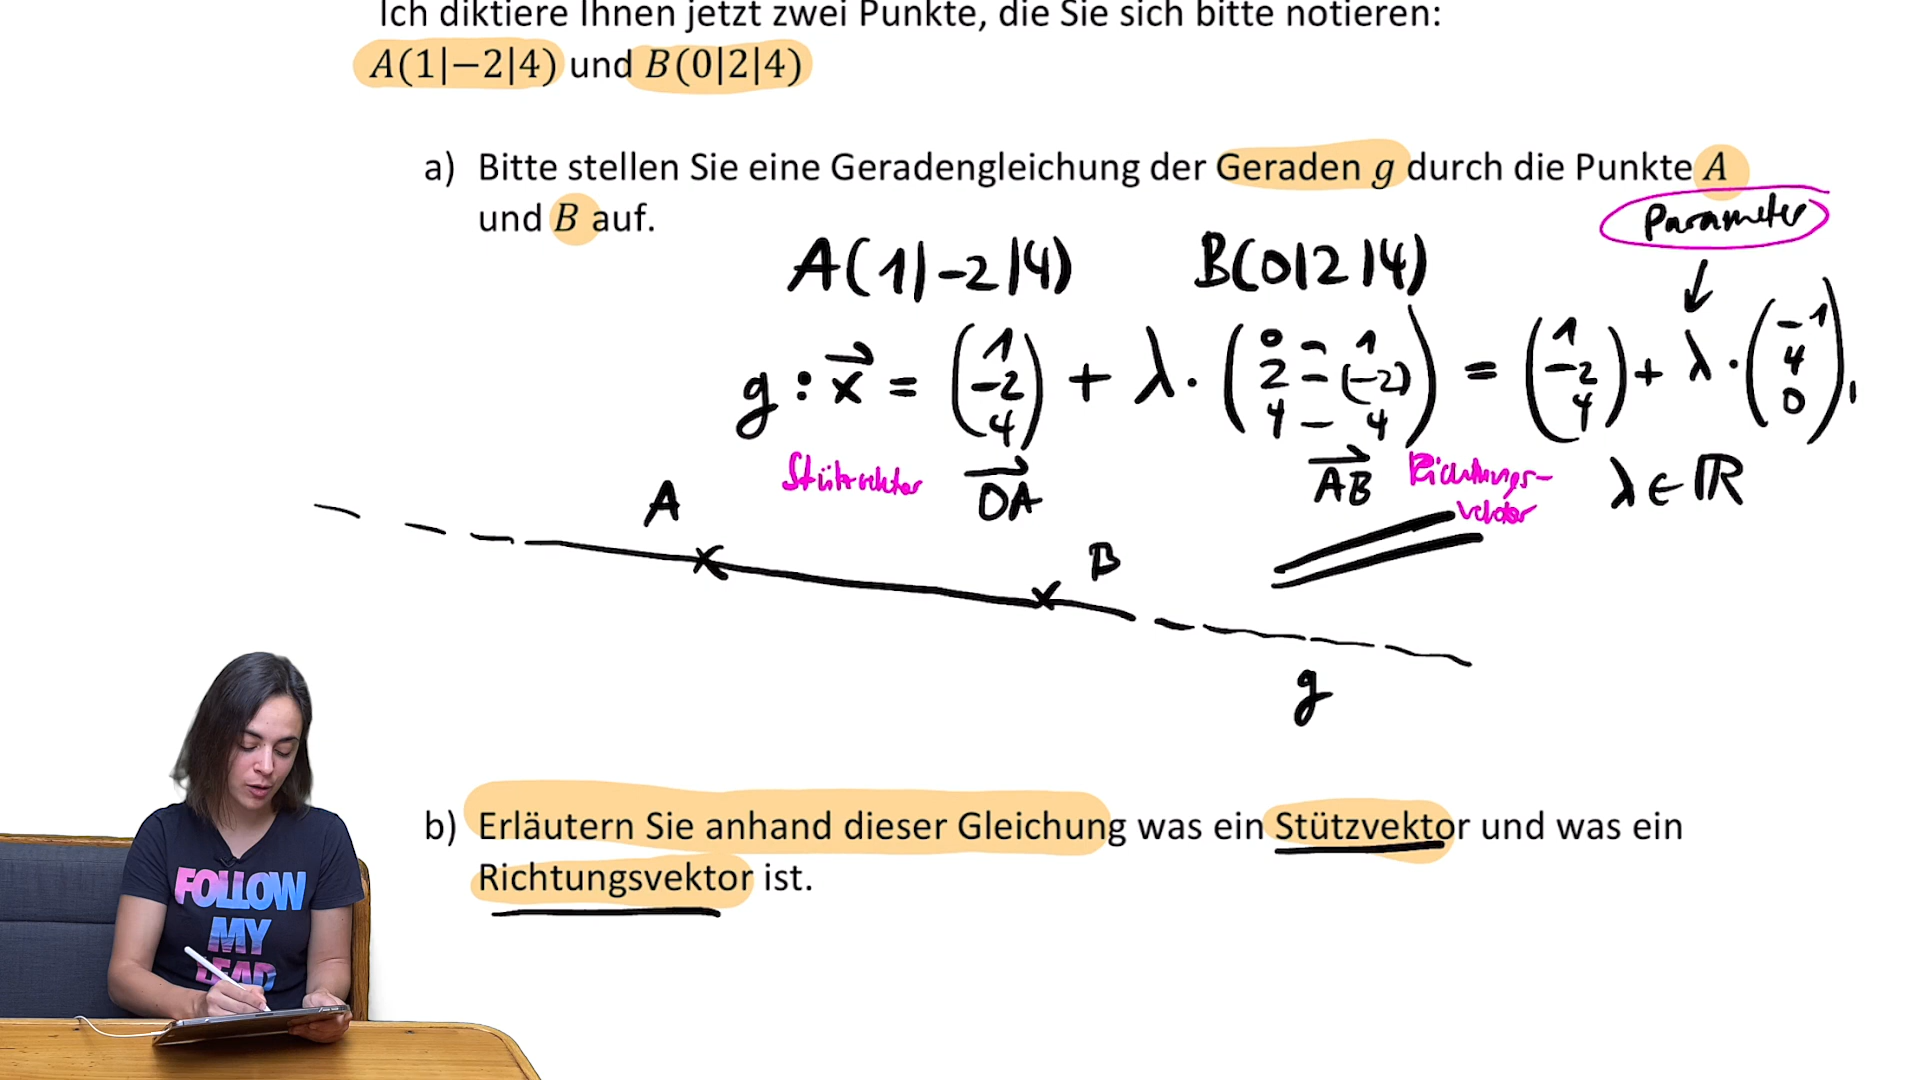 Ich diktiere Ihnen jetzt zwei Punkte, die Sie sich bitte notieren:
A(1|−2|4) und B(0|2|4)
a) Bitte stellen Sie eine Geradengleichung der Geraden g durch die Punkte A
und B auf.
Parameter
A(1|-2|4) B(0|2|4)
g: x⃗ = (1 -2 4) + λ · (0 - 1 2 - (-2) 4 - 4) = (1 -2 4) + λ · (-1 4 0),
Stützvektor OA⃗ AB⃗ Richtungs-
vektor λ ∈ ℝ
A
B
g
b) Erläutern Sie anhand dieser Gleichung was ein Stützvektor und was ein
Richtungsvektor ist.
FOLLOW
MY
LEAD